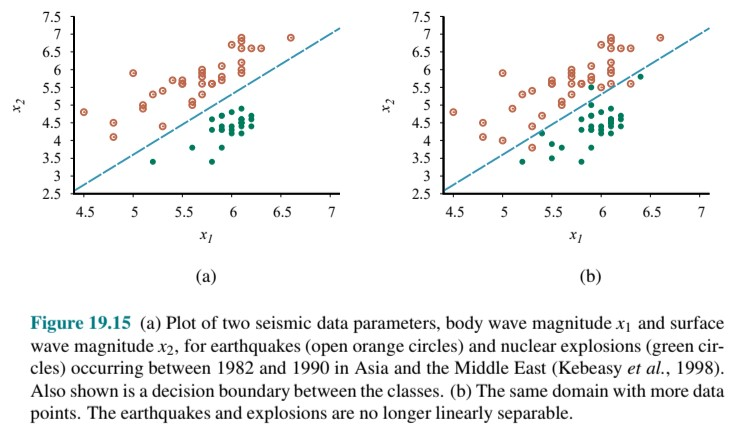 7.5 7.5
7 7
6.5 6.5
6 6
5.5 5.5
x2 x2
5 5
4.5 4.5
4 4
3.5 3.5
3 3
2.5 2.5
4.5 5 5.5 6 6.5 7 4.5 5 5.5 6 6.5 7
x1 x1
(a) (b)
Figure 19.15 (a) Plot of two seismic data parameters, body wave magnitude x1 and surface
wave magnitude x2, for earthquakes (open orange circles) and nuclear explosions (green cir-
cles) occurring between 1982 and 1990 in Asia and the Middle East (Kebeasy et al., 1998).
Also shown is a decision boundary between the classes. (b) The same domain with more data
points. The earthquakes and explosions are no longer linearly separable.